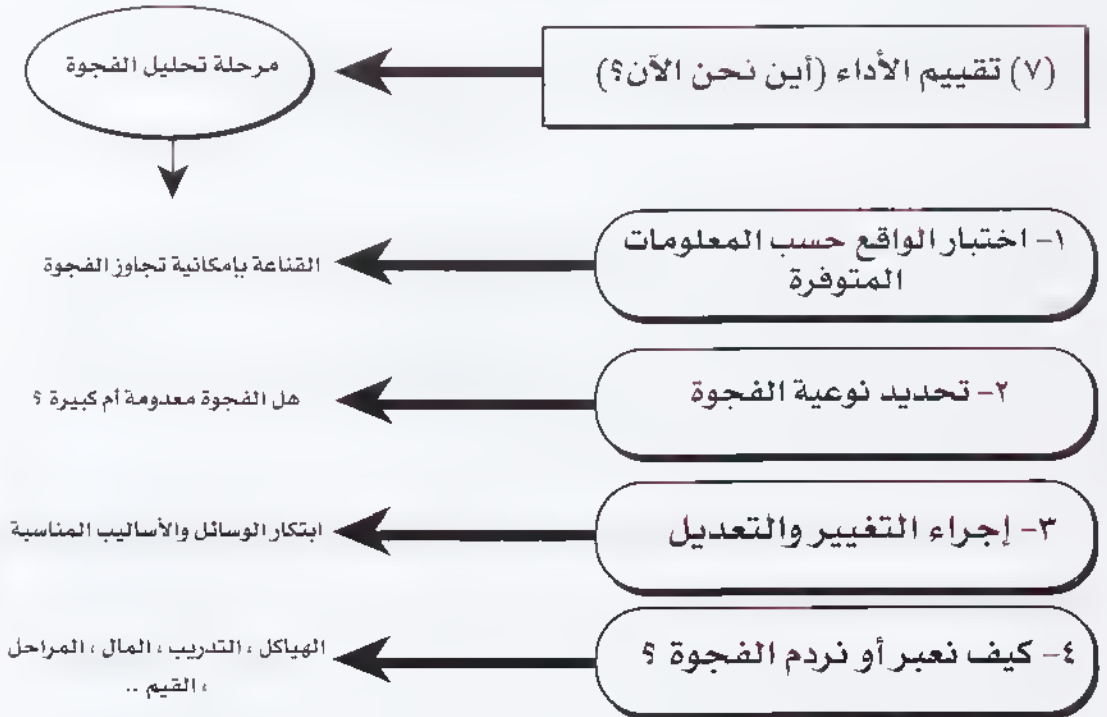 (٧) تقييم الأداء (أين نحن الآن؟)
مرحلة تحليل الفجوة
١- اختبار الواقع حسب المعلومات
المتوفرة
القناعة بإمكانية تجاوز الفجوة
٢- تحديد نوعية الفجوة
هل الفجوة معدومة أم كبيرة ؟
٣- إجراء التغيير والتعديل
ابتكار الوسائل والأساليب المناسبة
٤- كيف نعبر أو نردم الفجوة ؟
الهياكل ، التدريب ، المال ، المراحل
، القيم ..